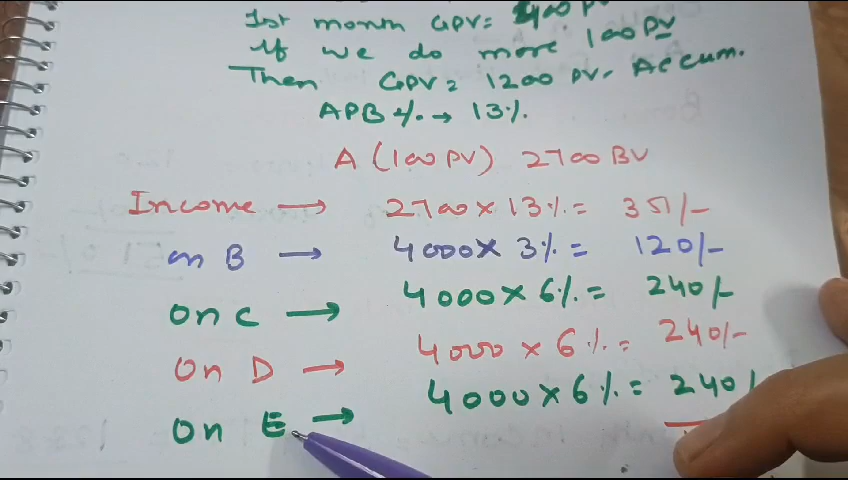 1st month GPV=
If we do more 100 PV
Then GPV= 1200 PV. Accum.
APB %. → 13%.
A (100 PV) 2700 BV
Income → 2700 × 13% = 351/-
on B → 4000 × 3% = 120/-
on C → 4000 × 6% = 240/-
On D → 4000 × 6% = 240/-
On E → 4000 × 6% = 240/